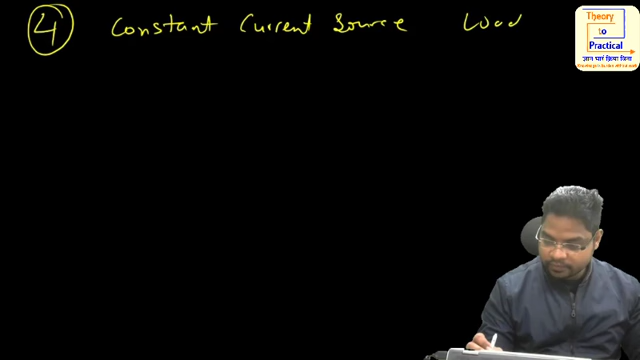 4 Constant Current Source Load
Theory
to
Practical
ज्ञान भारं क्रिया विना